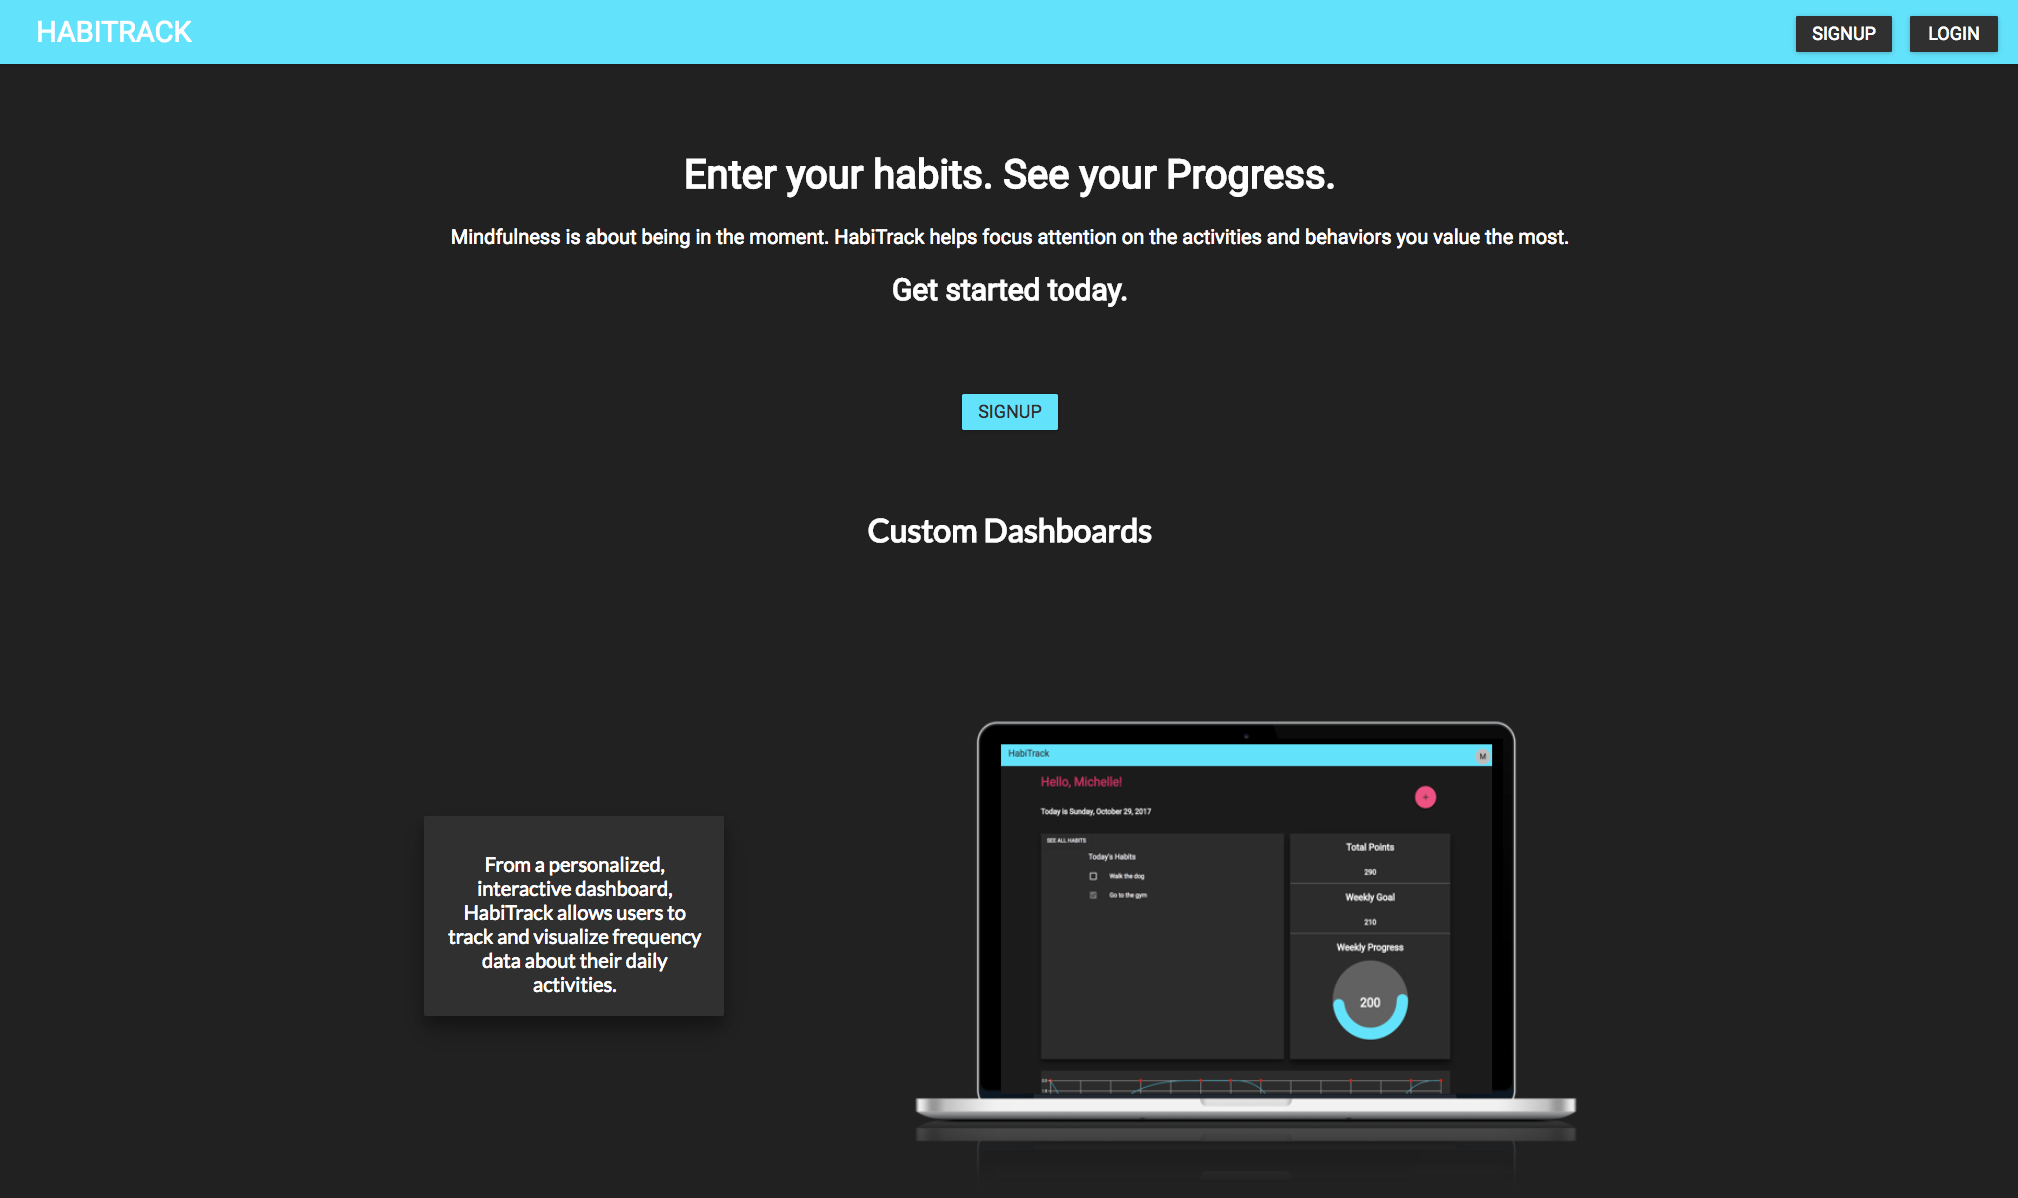 HABITRACK
SIGNUP
LOGIN
Enter your habits. See your Progress.
Mindfulness is about being in the moment. HabiTrack helps focus attention on the activities and behaviors you value the most.
Get started today.
SIGNUP
Custom Dashboards
From a personalized,
interactive dashboard,
HabiTrack allows users to
track and visualize frequency
data about their daily
activities.
HabiTrack
M
Hello, Michelle!
+
Today is Sunday, October 29, 2017
SEE ALL HABITS
Today's Habits
Walk the dog
Go to the gym
Total Points
290
Weekly Goal
210
Weekly Progress
200